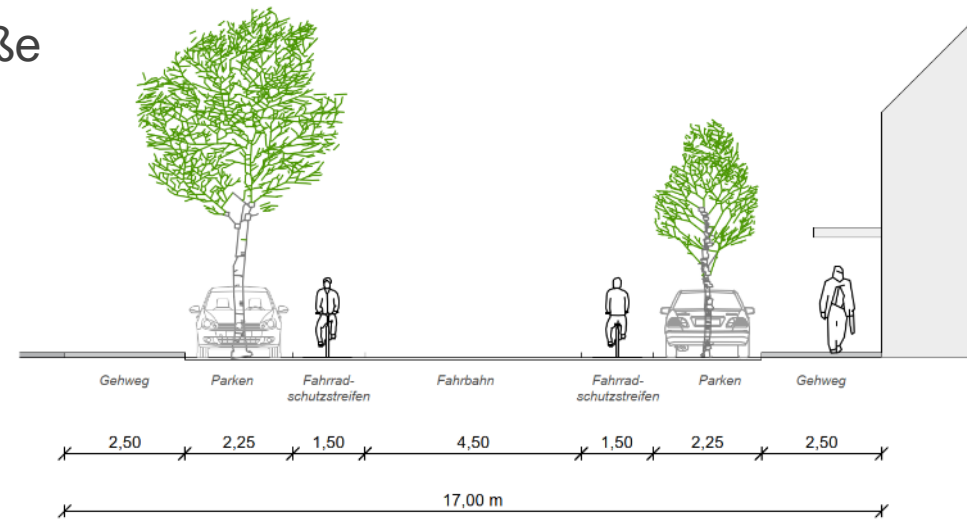 ße
Gehweg Parken Fahrrad- Fahrbahn Fahrrad- Parken Gehweg
schutzstreifen schutzstreifen
2,50 2,25 1,50 4,50 1,50 2,25 2,50
17,00 m